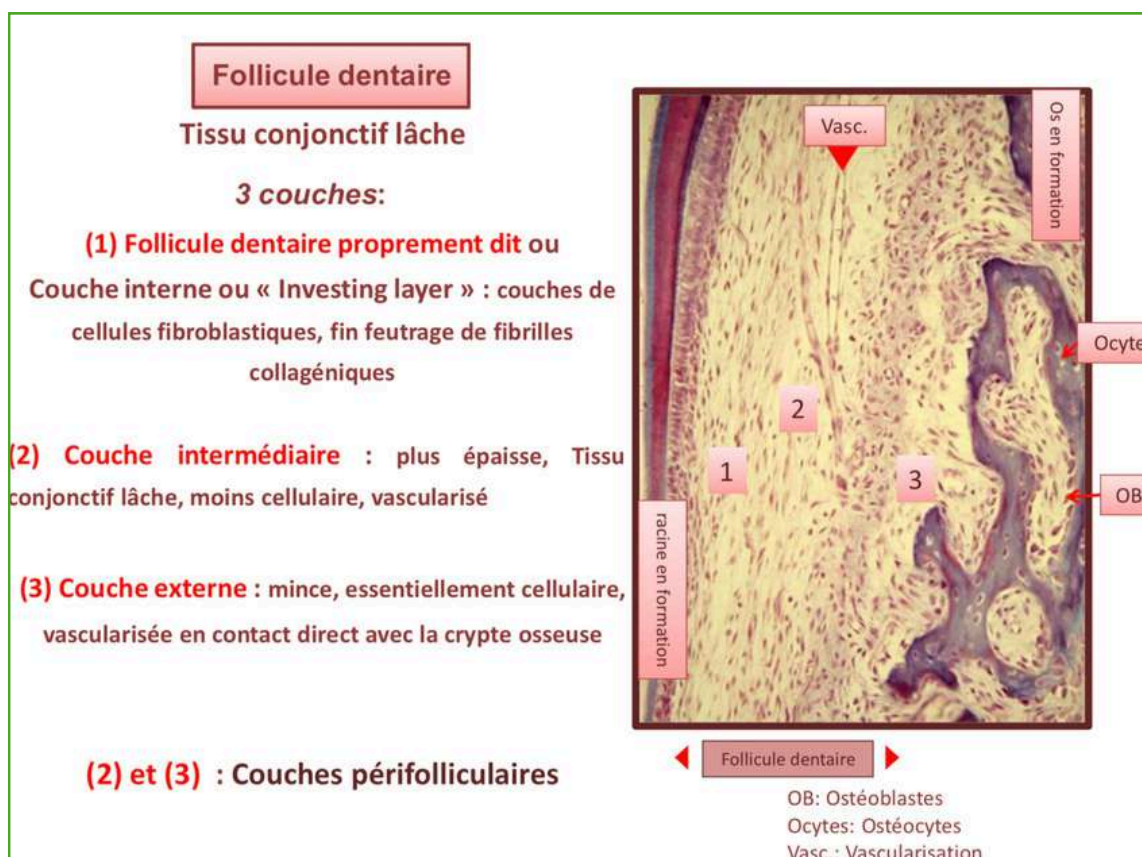 Follicule dentaire
Tissu conjonctif lâche
3 couches:
(1) Follicule dentaire proprement dit ou
Couche interne ou « Investing layer » : couches de
cellules fibroblastiques, fin feutrage de fibrilles
collagéniques
(2) Couche intermédiaire : plus épaisse, Tissu
conjonctif lâche, moins cellulaire, vascularisé
(3) Couche externe : mince, essentiellement cellulaire,
vascularisée en contact direct avec la crypte osseuse
(2) et (3) : Couches périfolliculaires
Vasc.
Os en formation
Ocyte
2
1
3
OB
racine en formation
Follicule dentaire
OB: Ostéoblastes
Ocytes: Ostéocytes
Vasc.: Vascularisation